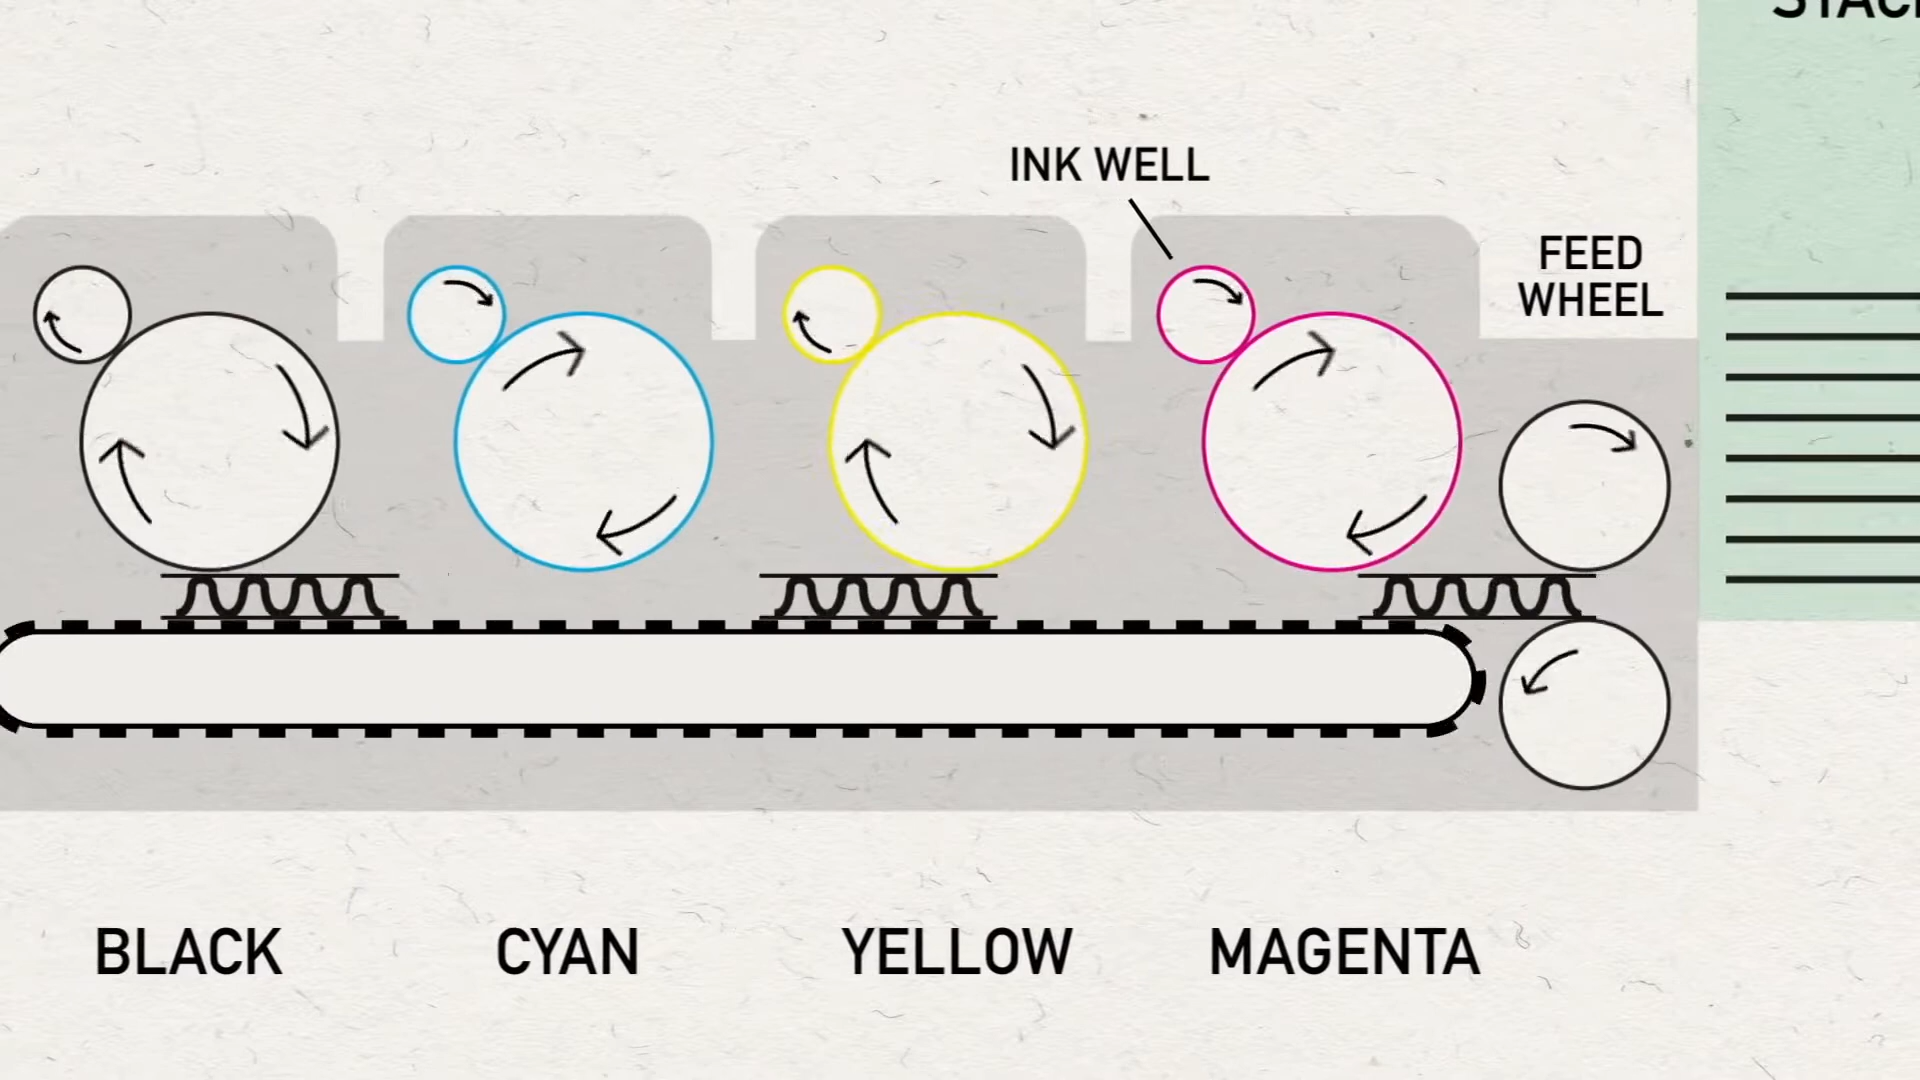 INK WELL
FEED
WHEEL
BLACK
CYAN
YELLOW
MAGENTA